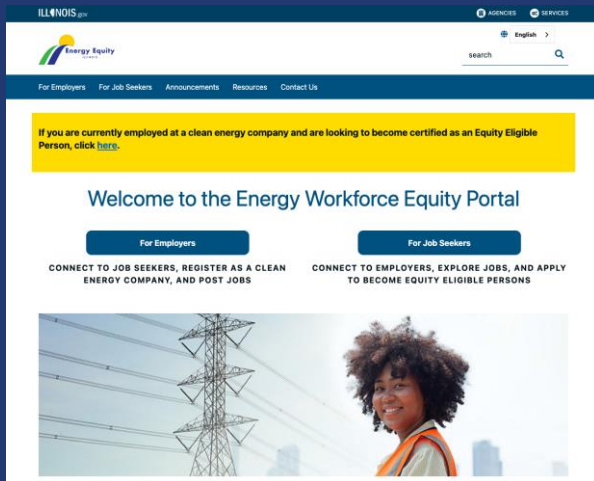 ILLINOIS.gov
AGENCIES SERVICES
English >
Energy Equity
search
For Employers For Job Seekers Announcements Resources Contact Us
If you are currently employed at a clean energy company and are looking to become certified as an Equity Eligible
Person, click here.
Welcome to the Energy Workforce Equity Portal
For Employers
For Job Seekers
CONNECT TO JOB SEEKERS, REGISTER AS A CLEAN
ENERGY COMPANY, AND POST JOBS
CONNECT TO EMPLOYERS, EXPLORE JOBS, AND APPLY
TO BECOME EQUITY ELIGIBLE PERSONS